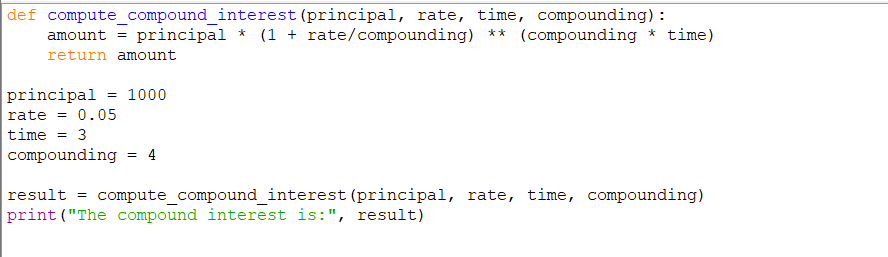 def compute_compound_interest(principal, rate, time, compounding):
    amount = principal * (1 + rate/compounding) ** (compounding * time)
    return amount

principal = 1000
rate = 0.05
time = 3
compounding = 4

result = compute_compound_interest(principal, rate, time, compounding)
print("The compound interest is:", result)